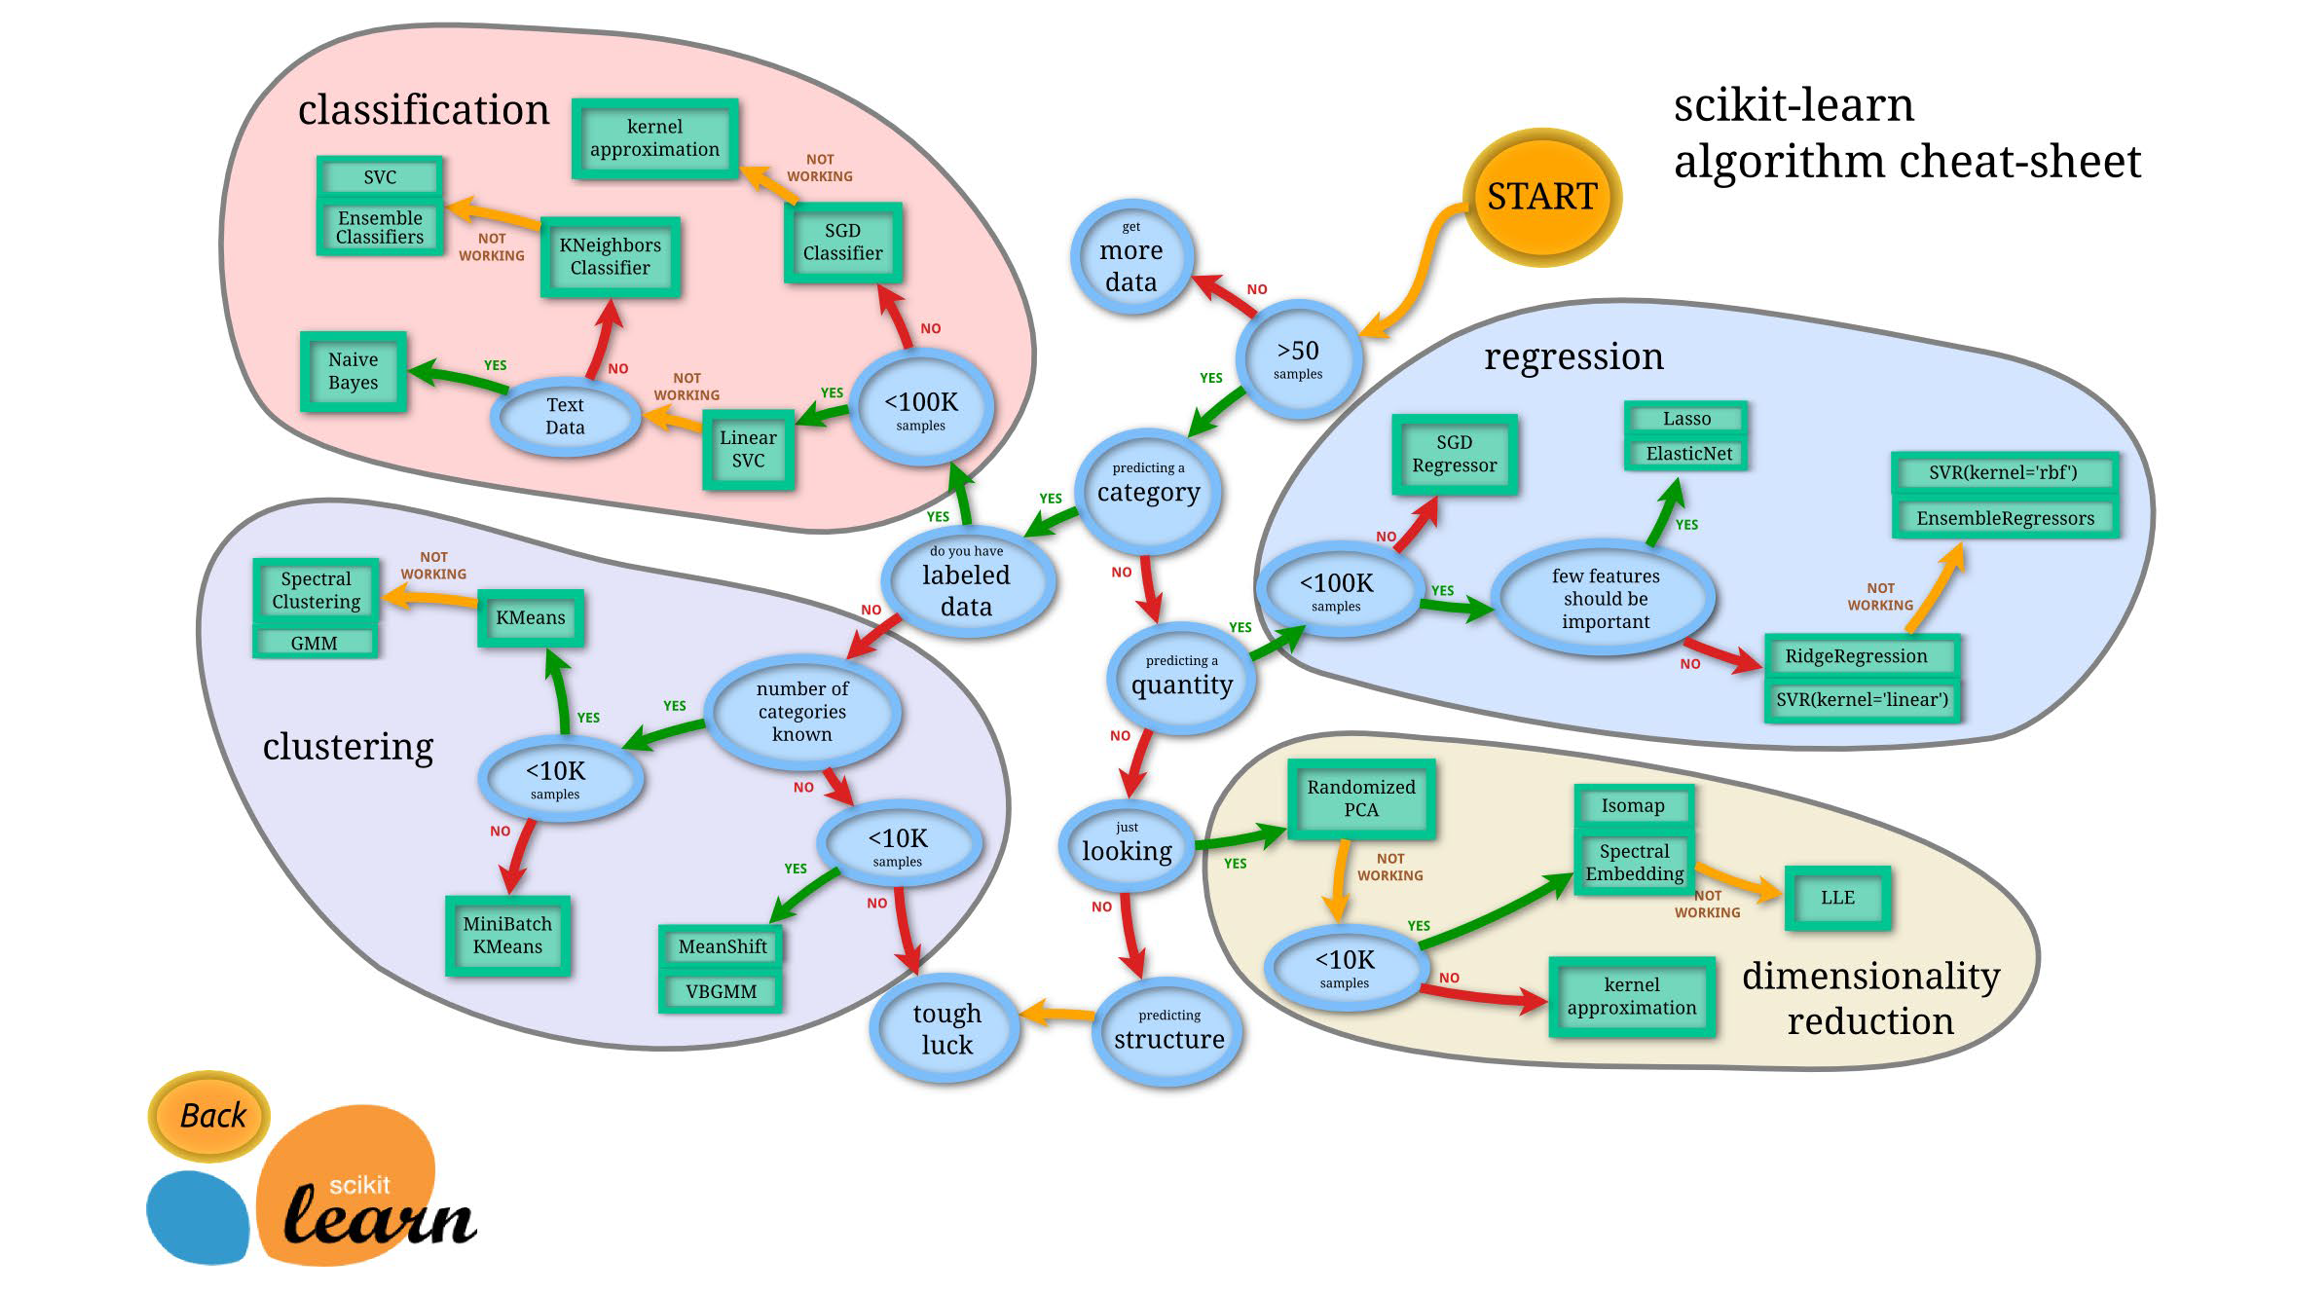 scikit-learn
algorithm cheat-sheet
START
>50
samples
NO
get
more
data
YES
predicting a
category
YES
do you have
labeled
data
YES
NO
NO
predicting a
quantity
YES
NO
just
looking
YES
NO
predicting
structure
tough
luck
classification
<100K
samples
NO
SGD
Classifier
NOT
WORKING
kernel
approximation
YES
Linear
SVC
NOT
WORKING
Text
Data
YES
Naive
Bayes
NO
KNeighbors
Classifier
NOT
WORKING
SVC
Ensemble
Classifiers
clustering
number of
categories
known
YES
<10K
samples
YES
KMeans
NOT
WORKING
Spectral
Clustering
GMM
NO
MiniBatch
KMeans
NO
<10K
samples
YES
MeanShift
VBGMM
NO
regression
<100K
samples
NO
SGD
Regressor
YES
few features
should be
important
YES
Lasso
ElasticNet
NO
RidgeRegression
SVR(kernel='linear')
NOT
WORKING
SVR(kernel='rbf')
EnsembleRegressors
dimensionality
reduction
Randomized
PCA
NOT
WORKING
<10K
samples
YES
Isomap
Spectral
Embedding
NOT
WORKING
LLE
NO
kernel
approximation
Back
scikit
learn